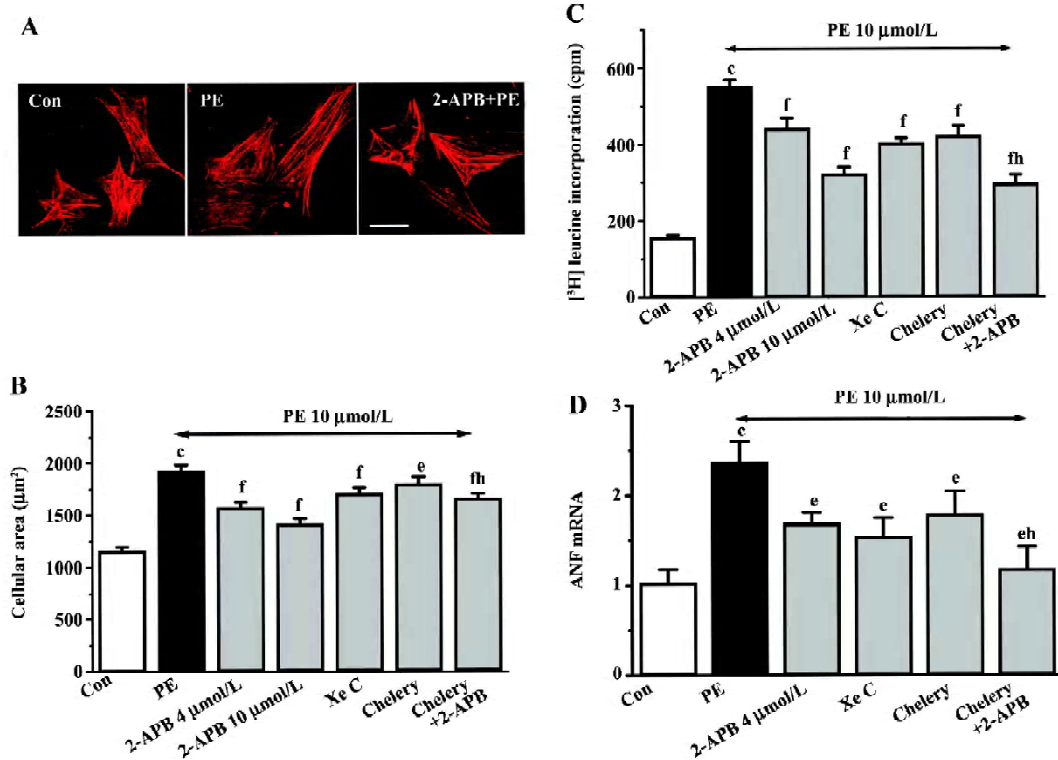 A
Con
PE
2-APB+PE
B
Cellular area (μm²)
2500
2000
1500
1000
500
0
PE 10 μmol/L
c
f
f
f
e
fh
Con
PE
2-APB 4 μmol/L
2-APB 10 μmol/L
Xe C
Chelery
Chelery
+2-APB
C
[³H] leucine incorporation (cpm)
600
400
200
0
PE 10 μmol/L
c
f
f
f
f
fh
Con
PE
2-APB 4 μmol/L
2-APB 10 μmol/L
Xe C
Chelery
Chelery
+2-APB
D
ANF mRNA
3
2
1
0
PE 10 μmol/L
c
e
e
e
eh
Con
PE
2-APB 4 μmol/L
Xe C
Chelery
Chelery
+2-APB